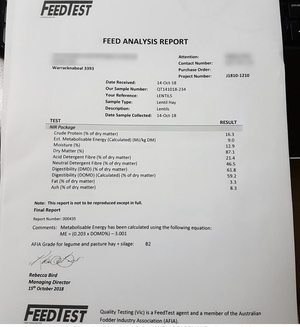 FEEDTEST
FEED ANALYSIS REPORT
Attention:
Contact Number:
Warracknabeal 3393
Purchase Order:
Project Number: J1810-1210
Date Received: 14-Oct-18
Our Sample Number: QT141018-234
Your Reference: LENTILS
Sample Type: Lentil Hay
Description: Lentils
Date Sample Collected: 14-Oct-18
TEST RESULT
NIR Package
Crude Protein (% of dry matter) 16.3
Est. Metabolisable Energy (Calculated) (MJ/kg DM) 9.0
Moisture (%) 12.9
Dry Matter (%) 87.1
Acid Detergent Fibre (% of dry matter) 21.4
Neutral Detergent Fibre (% of dry matter) 46.5
Digestibility (DMD) (% of dry matter) 61.8
Digestibility (DOMD) (Calculated) (% of dry matter) 59.2
Fat (% of dry matter) 3.3
Ash (% of dry matter) 8.3
Note: This report is not to be reproduced except in full.
Final Report
Report Number: 000435
Comments: Metabolisable Energy has been calculated using the following equation:
ME = (0.203 x DOMD%) - 3.001
AFIA Grade for legume and pasture hay + silage: B2
Rebecca Bird
Managing Director
15th October 2018
FEEDTEST
Quality Testing (Vic) is a FeedTest agent and a member of the Australian
Fodder Industry Association (AFIA).